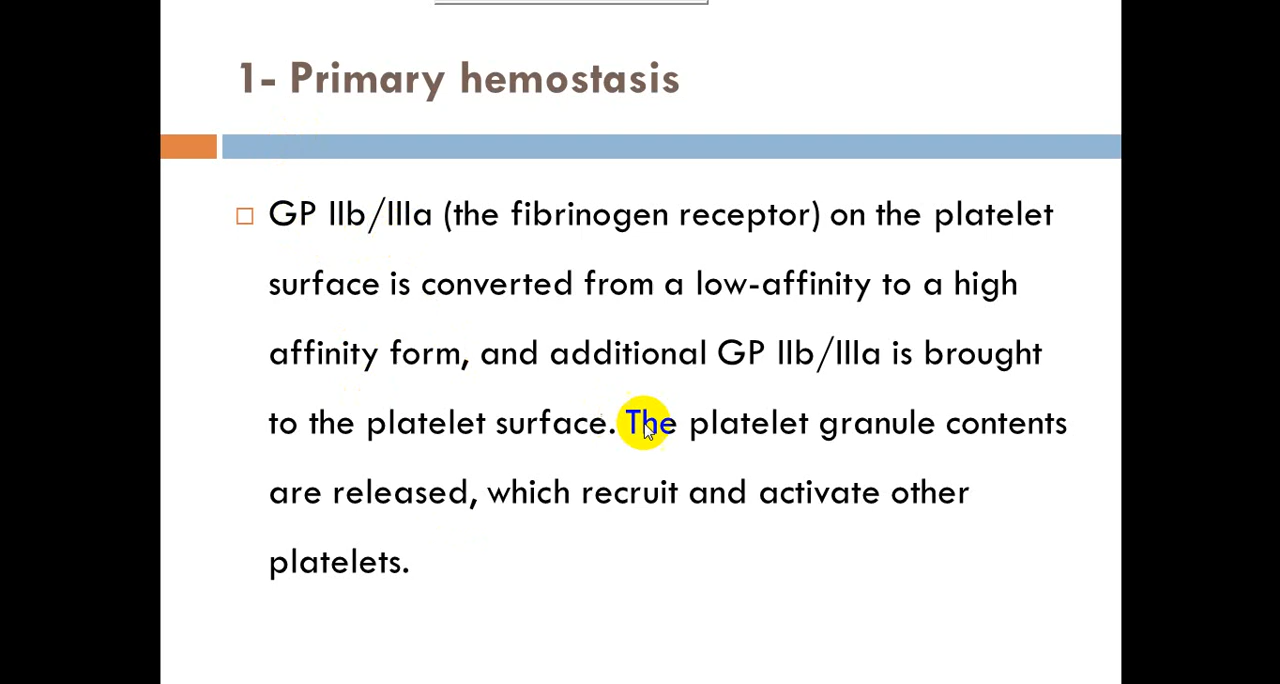 1- Primary hemostasis
GP IIb/IIIa (the fibrinogen receptor) on the platelet
surface is converted from a low-affinity to a high
affinity form, and additional GP IIb/IIIa is brought
to the platelet surface. The platelet granule contents
are released, which recruit and activate other
platelets.